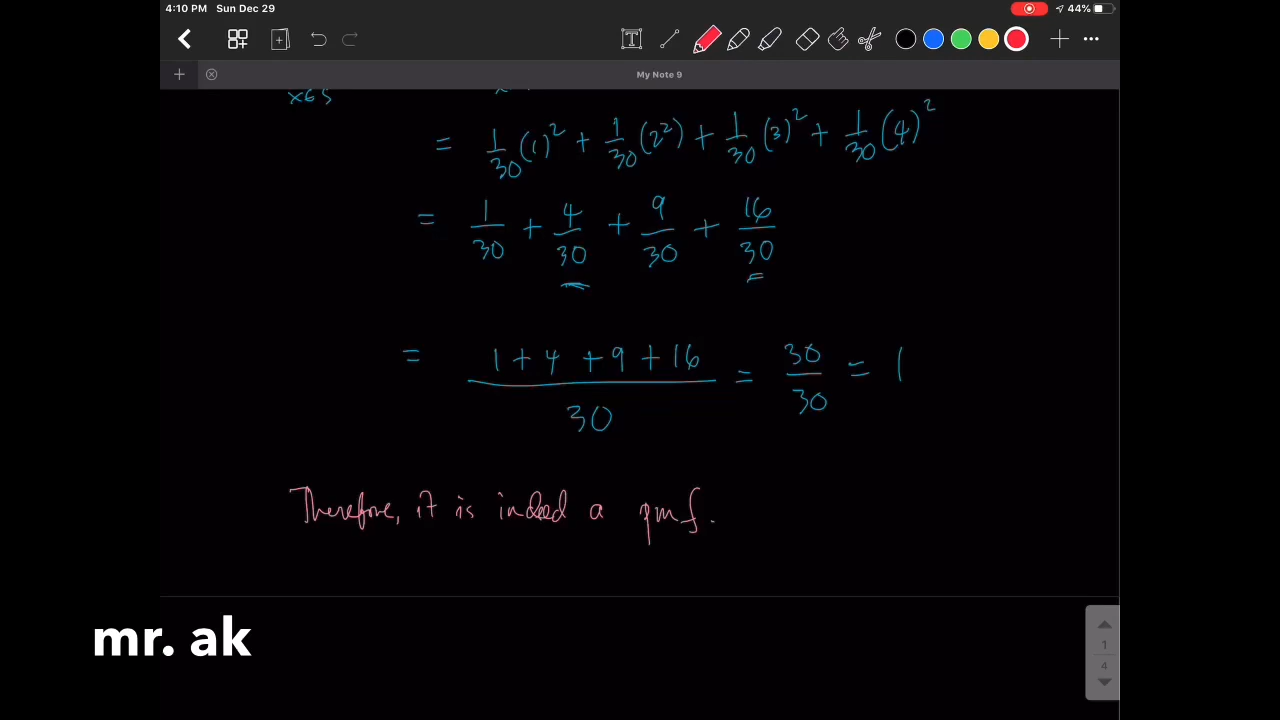 4:10 PM Sun Dec 29
44%
T
My Note 9
x∈S
= 1/30 (1)² + 1/30 (2²) + 1/30 (3)² + 1/30 (4)²
= 1/30 + 4/30 + 9/30 + 16/30
= 1 + 4 + 9 + 16 / 30 = 30/30 = 1
Therefore, it is indeed a pmf.
mr. ak
1
4